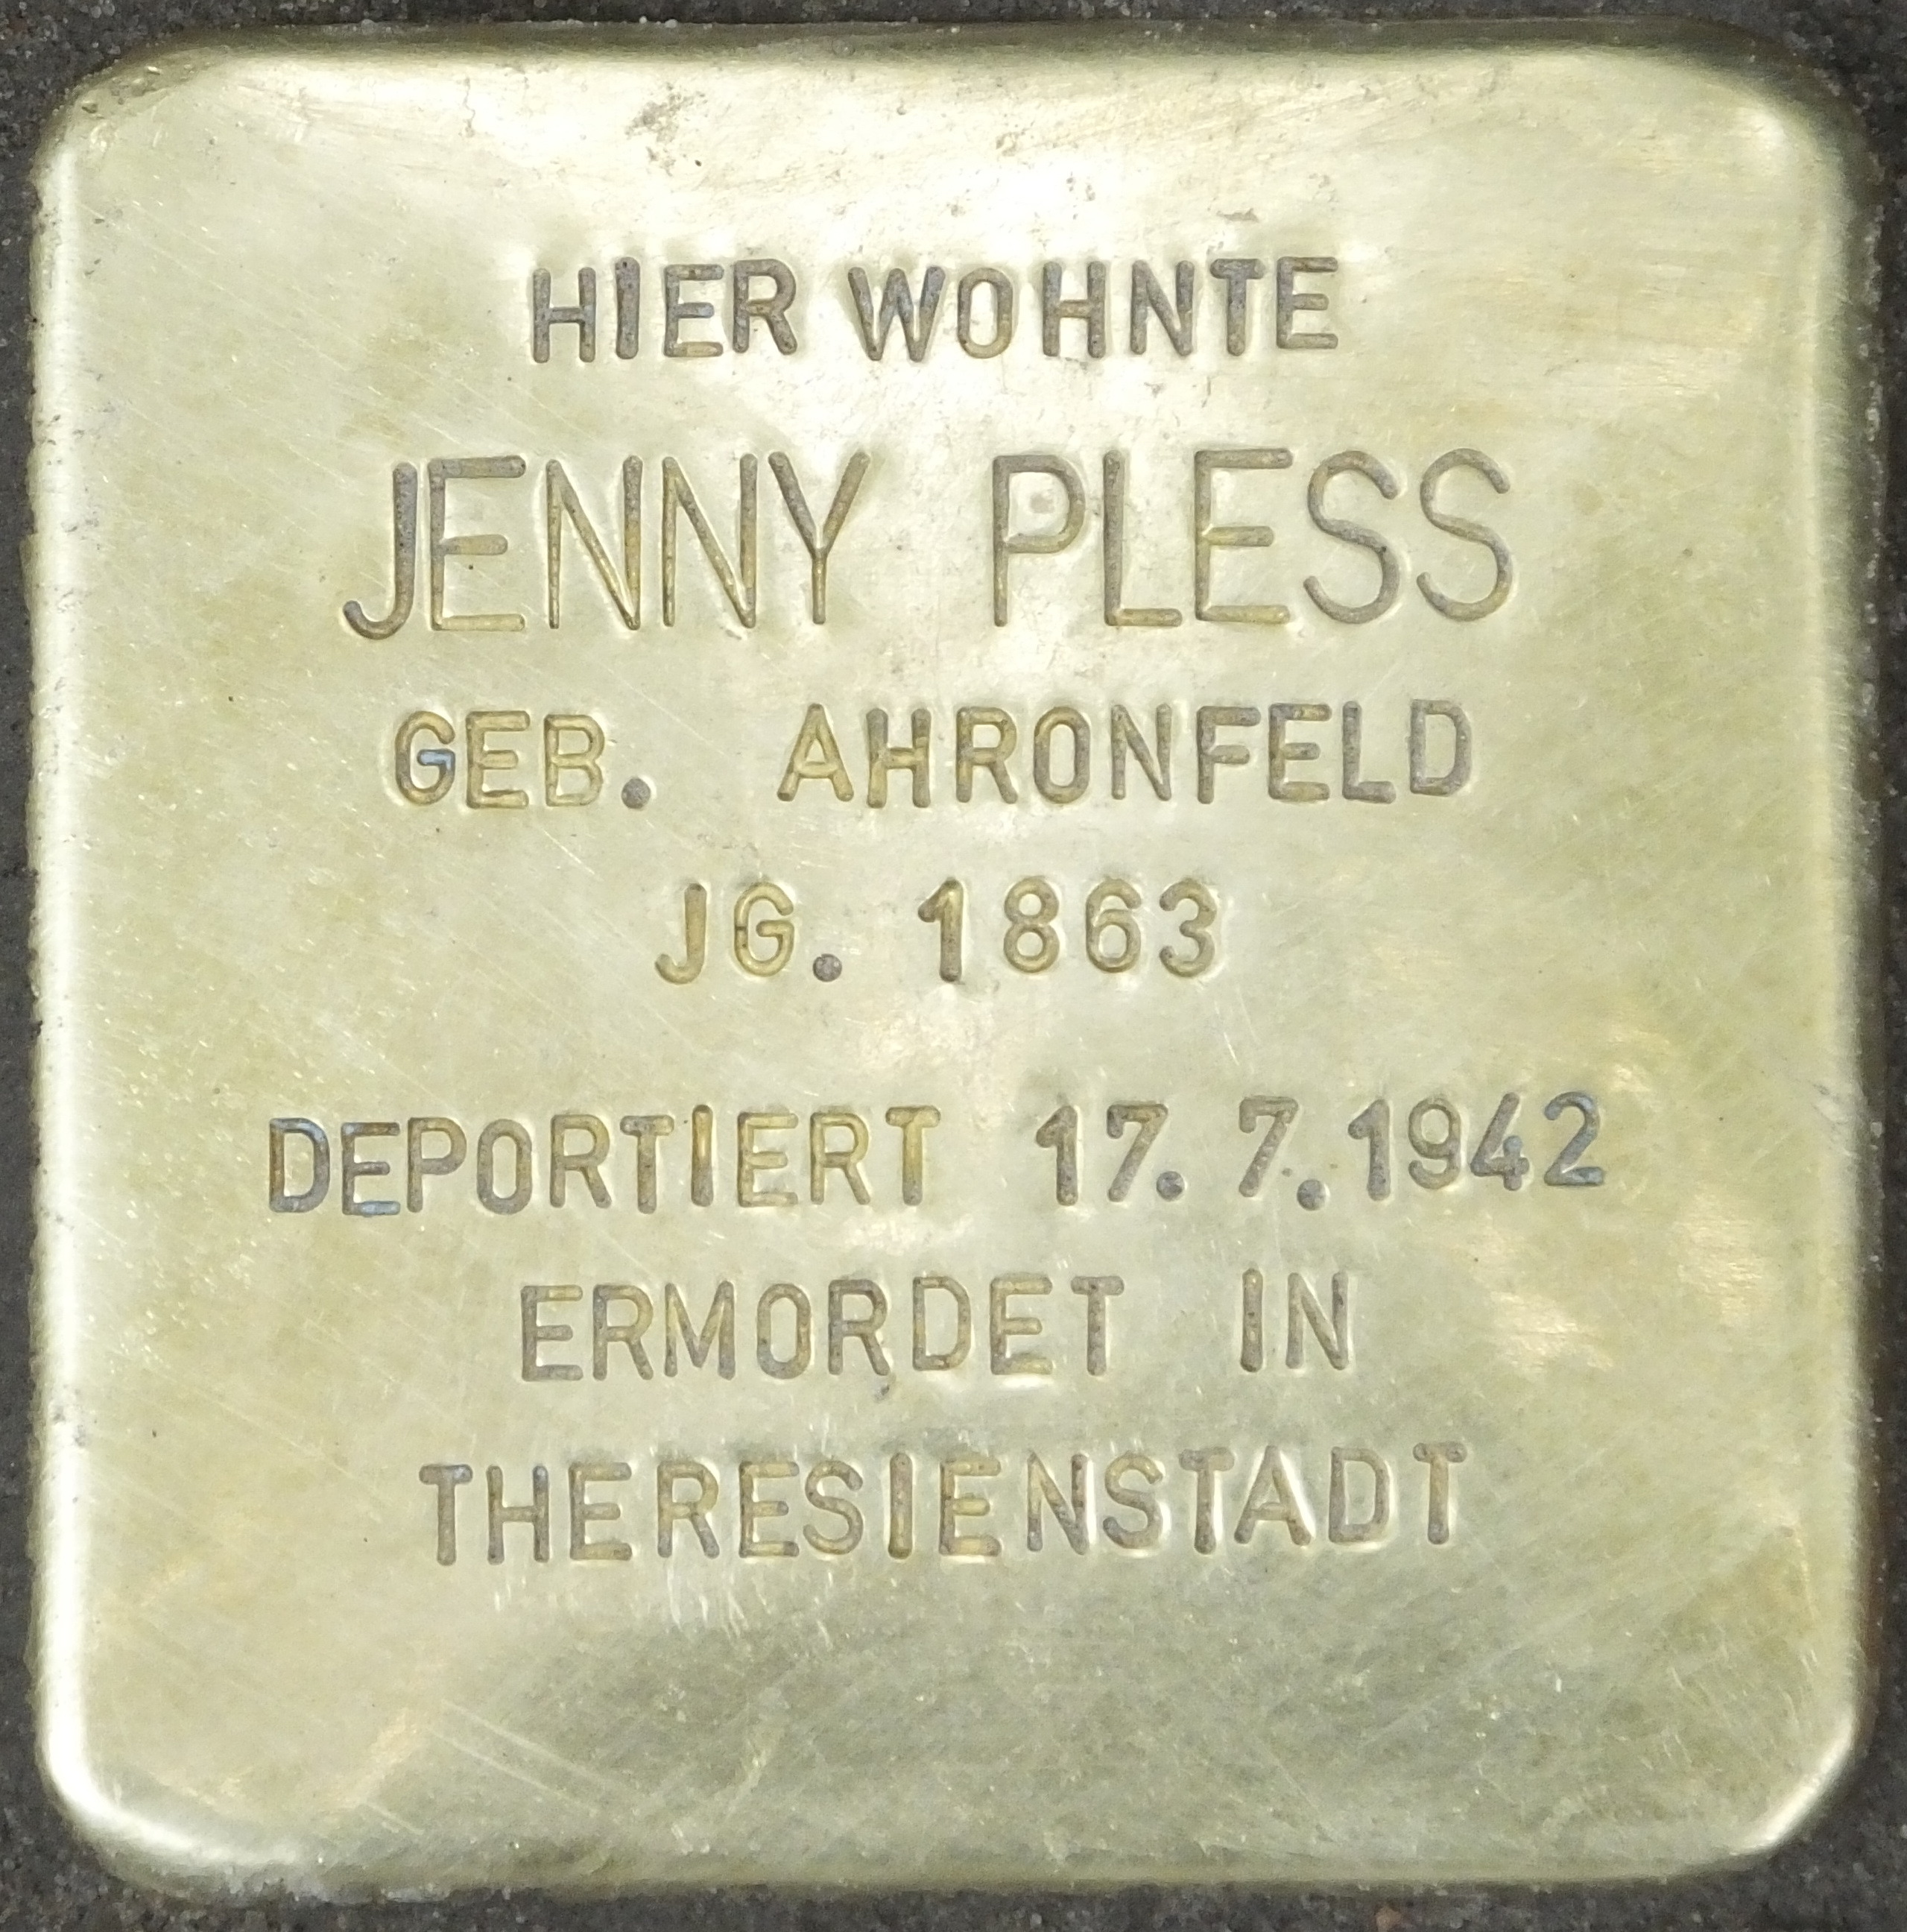 HIER WOHNTE
JENNY PLESS
GEB. AHRONFELD
JG. 1863
DEPORTIERT 17.7.1942
ERMORDET IN
THERESIENSTADT